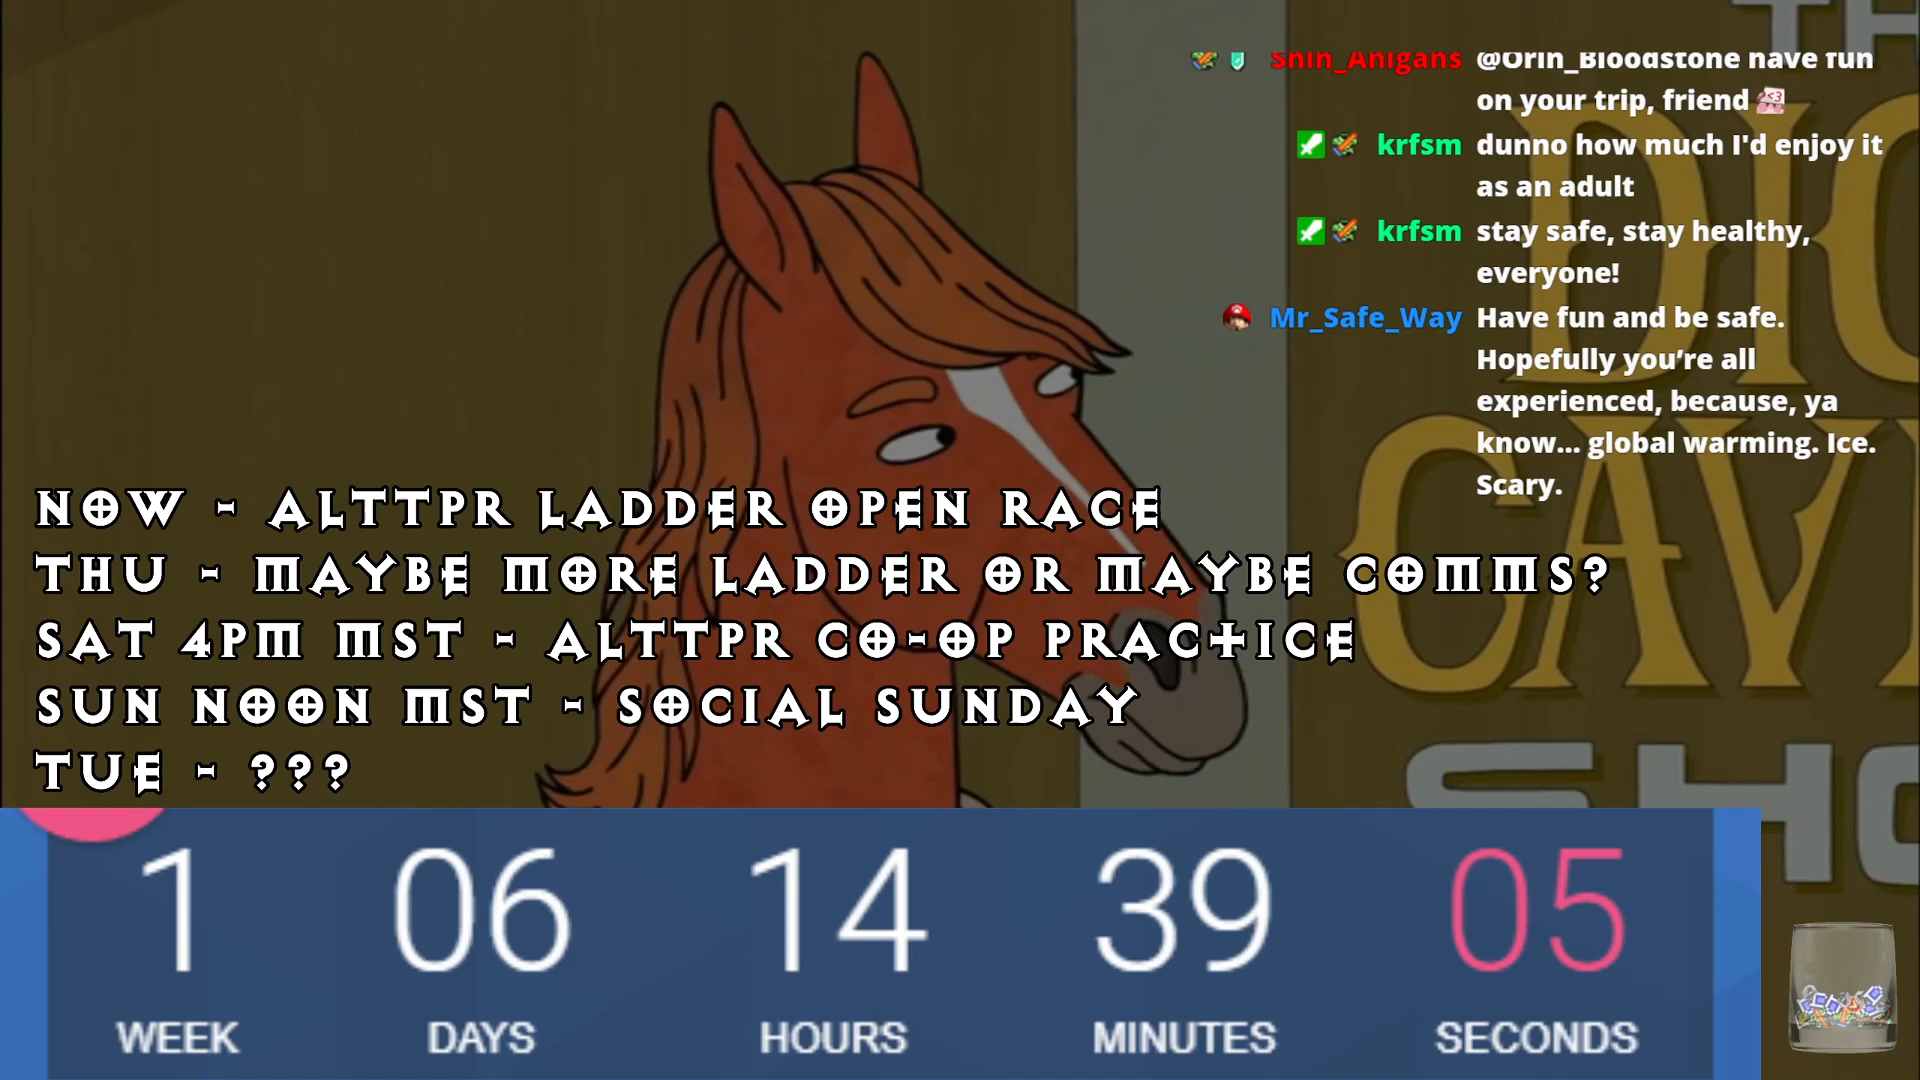 Shin_Anigans @Orin_Bloodstone have fun
on your trip, friend
krfsm dunno how much I'd enjoy it
as an adult
krfsm stay safe, stay healthy,
everyone!
Mr_Safe_Way Have fun and be safe.
Hopefully you're all
experienced, because, ya
know... global warming. Ice.
Scary.
NOW - ALTTPR LADDER OPEN RACE
THU - MAYBE MORE LADDER OR MAYBE COMMS?
SAT 4PM MST - ALTTPR CO-OP PRACTICE
SUN NOON MST - SOCIAL SUNDAY
TUE - ???
1 06 14 39 05
WEEK DAYS HOURS MINUTES SECONDS